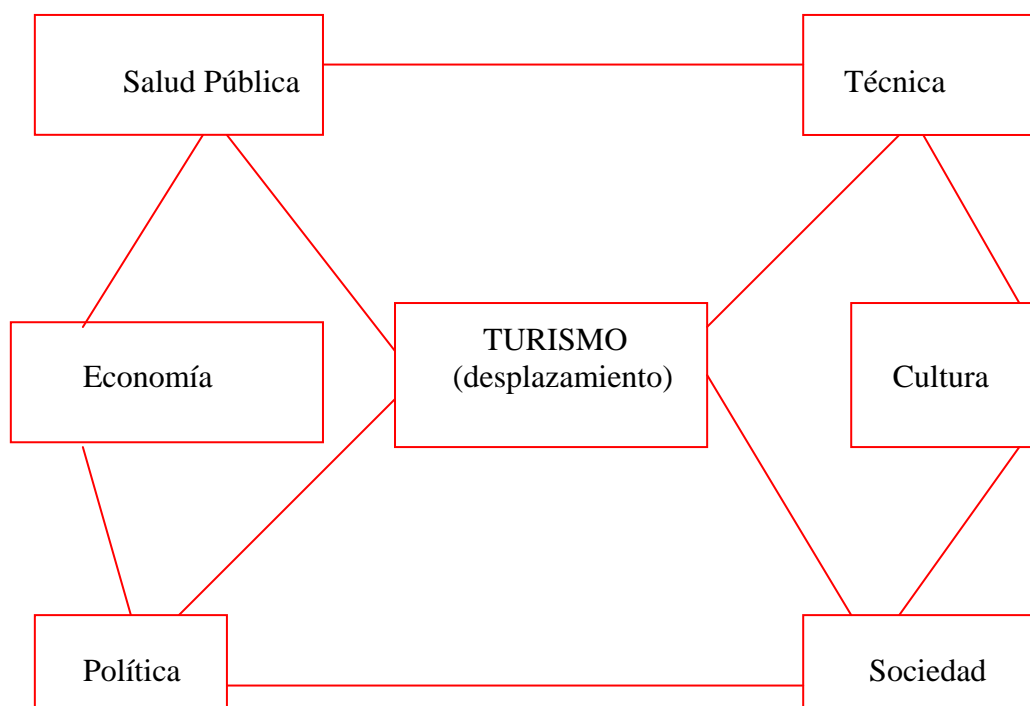 Salud Pública
Técnica
TURISMO
(desplazamiento)
Economía
Cultura
Política
Sociedad